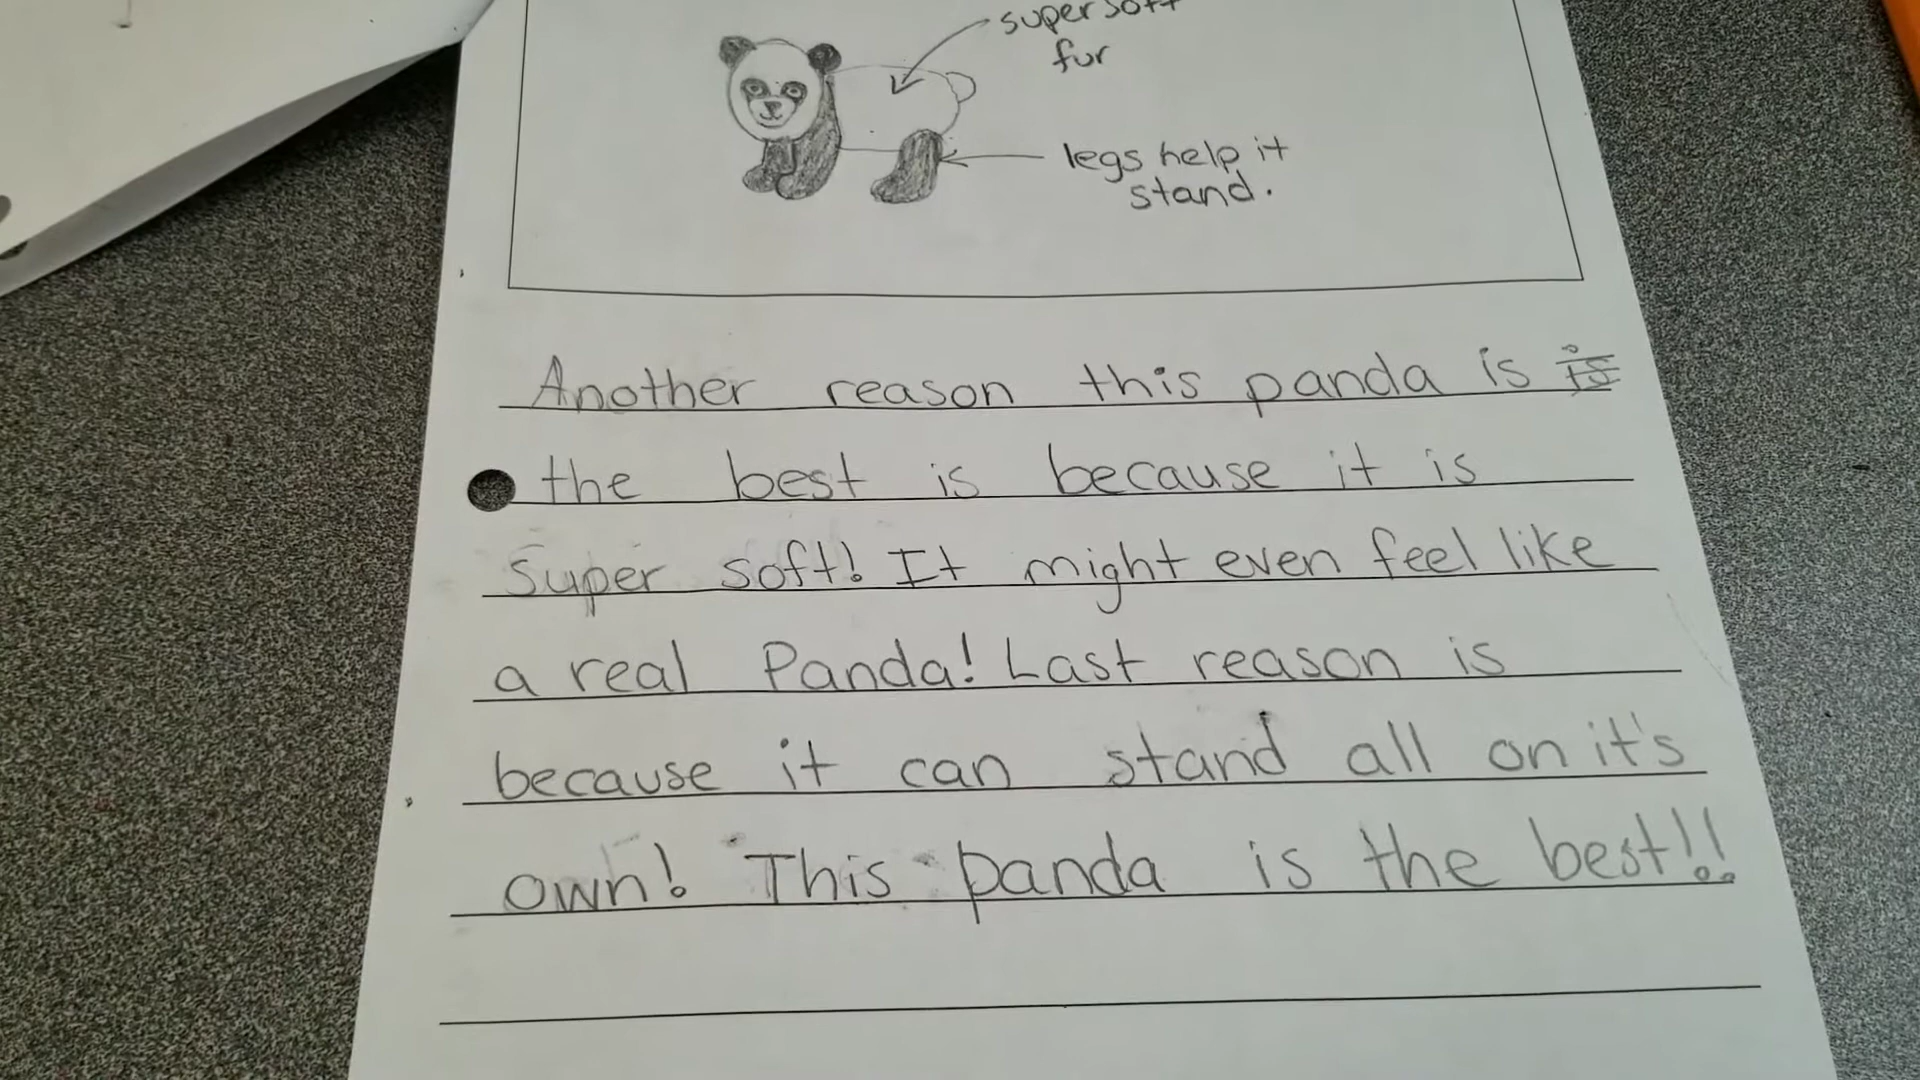 super soft
fur
legs help it
stand.
Another reason this panda is is
the best is because it is
super soft! It might even feel like
a real Panda! Last reason is
because it can stand all on it's
own! This panda is the best!!